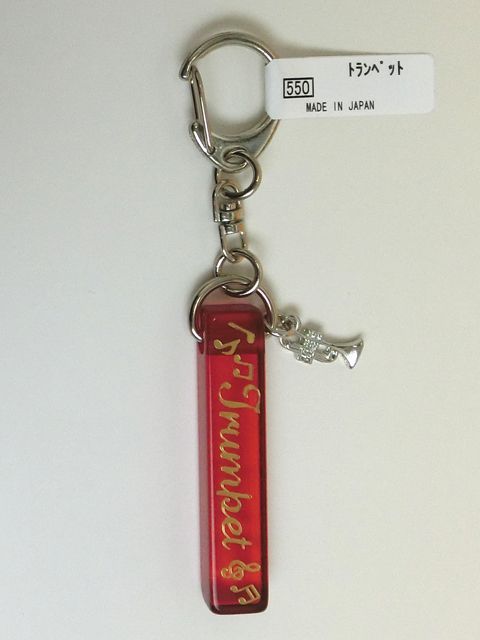 ﾄﾗﾝﾍﾟｯﾄ
550
MADE IN JAPAN
Trumpet